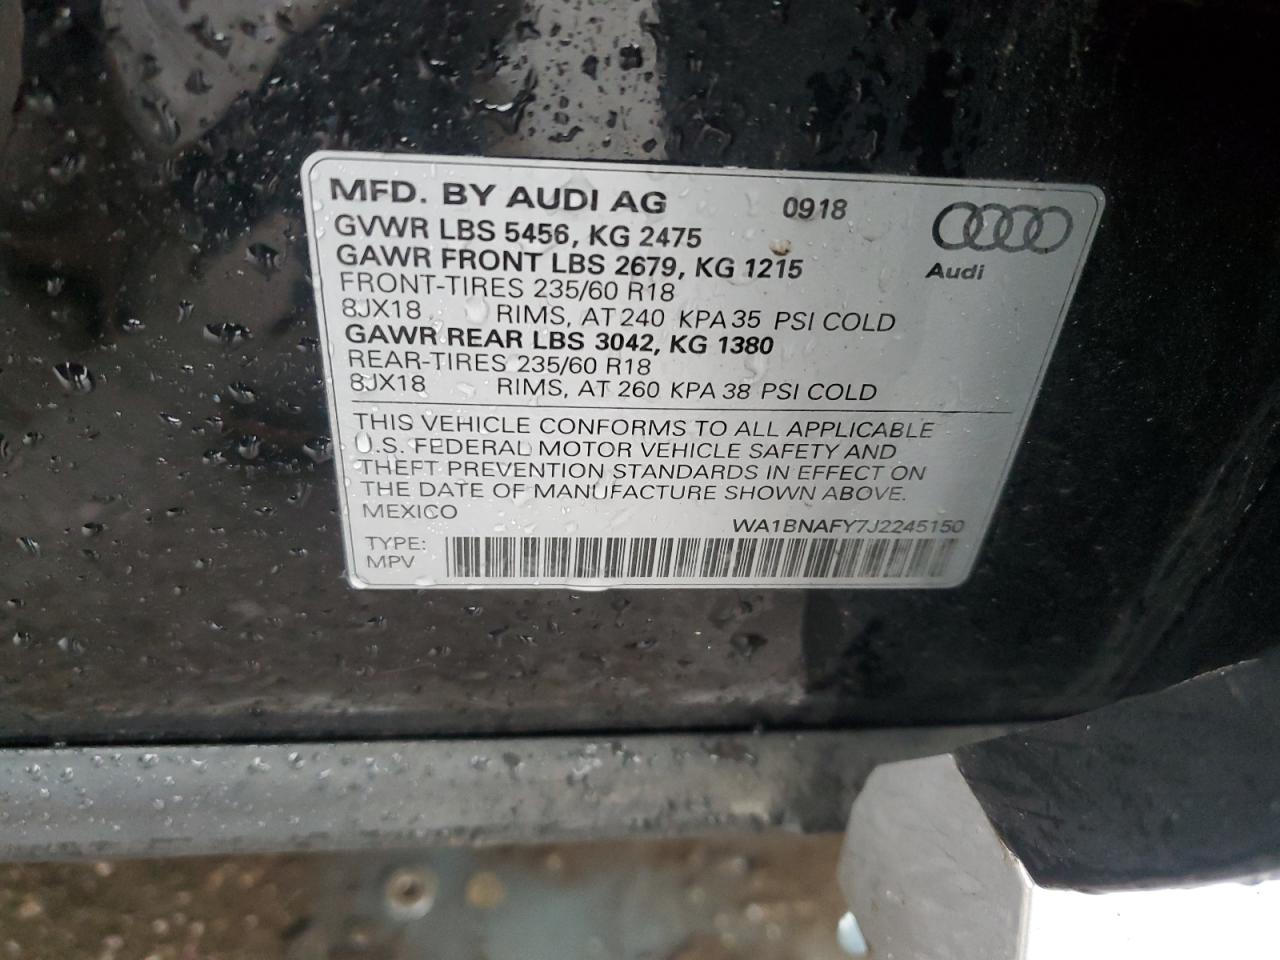 MFD. BY AUDI AG 0918
GVWR LBS 5456, KG 2475
GAWR FRONT LBS 2679, KG 1215
Audi
FRONT-TIRES 235/60 R18
8JX18 RIMS, AT 240 KPA 35 PSI COLD
GAWR REAR LBS 3042, KG 1380
REAR-TIRES 235/60 R18
8JX18 RIMS, AT 260 KPA 38 PSI COLD
THIS VEHICLE CONFORMS TO ALL APPLICABLE
U.S. FEDERAL MOTOR VEHICLE SAFETY AND
THEFT PREVENTION STANDARDS IN EFFECT ON
THE DATE OF MANUFACTURE SHOWN ABOVE.
MEXICO
WA1BNAFY7J2245150
TYPE:
MPV